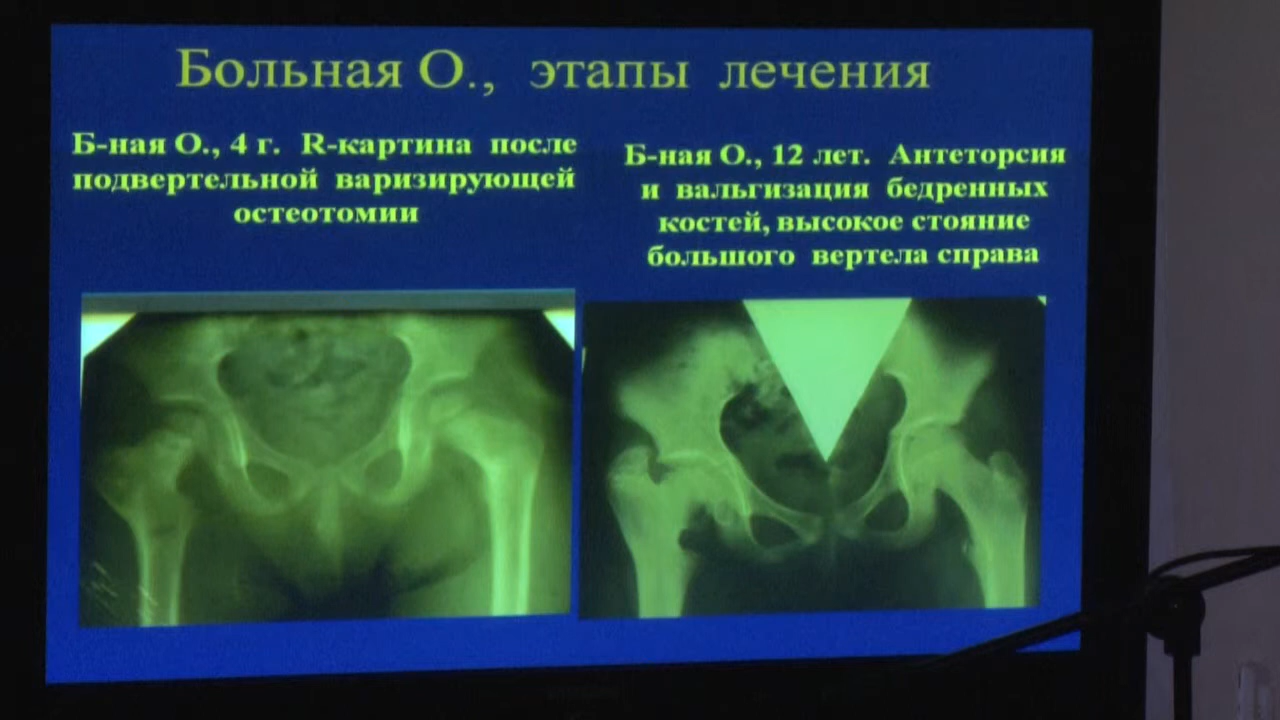 Больная О., этапы лечения
Б-ная О., 4 г. R-картина после
подвертельной варизирующей
остеотомии
Б-ная О., 12 лет. Антеторсия
и вальгизация бедренных
костей, высокое стояние
большого вертела справа